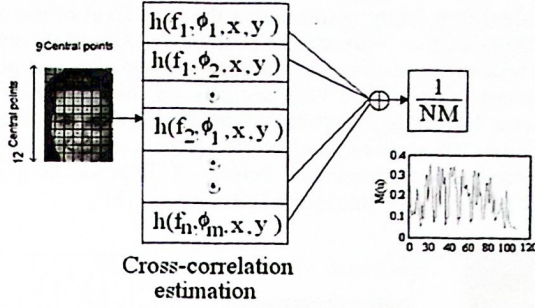 9 Central points
12 Central points
h(f₁,ϕ₁,x,y)
h(f₁,ϕ₂,x,y)
h(f₂,ϕ₁,x,y)
h(fₙ,ϕₘ,x,y)
Cross-correlation
estimation
1
NM
M(u)
0.4
0.3
0.2
0.1
0
0 20 40 60 80 100 120